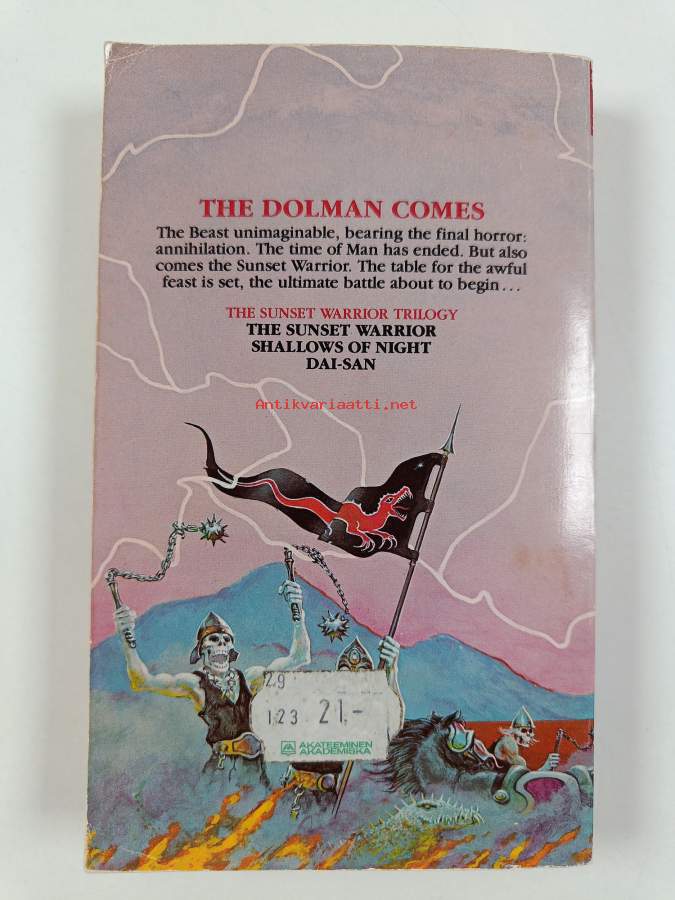 THE DOLMAN COMES
The Beast unimaginable, bearing the final horror:
annihilation. The time of Man has ended. But also
comes the Sunset Warrior. The table for the awful
feast is set, the ultimate battle about to begin...
THE SUNSET WARRIOR TRILOGY
THE SUNSET WARRIOR
SHALLOWS OF NIGHT
DAI-SAN
Antikvariaatti.net
29
123 21,-
AKATEEMINEN
AKADEMISKA